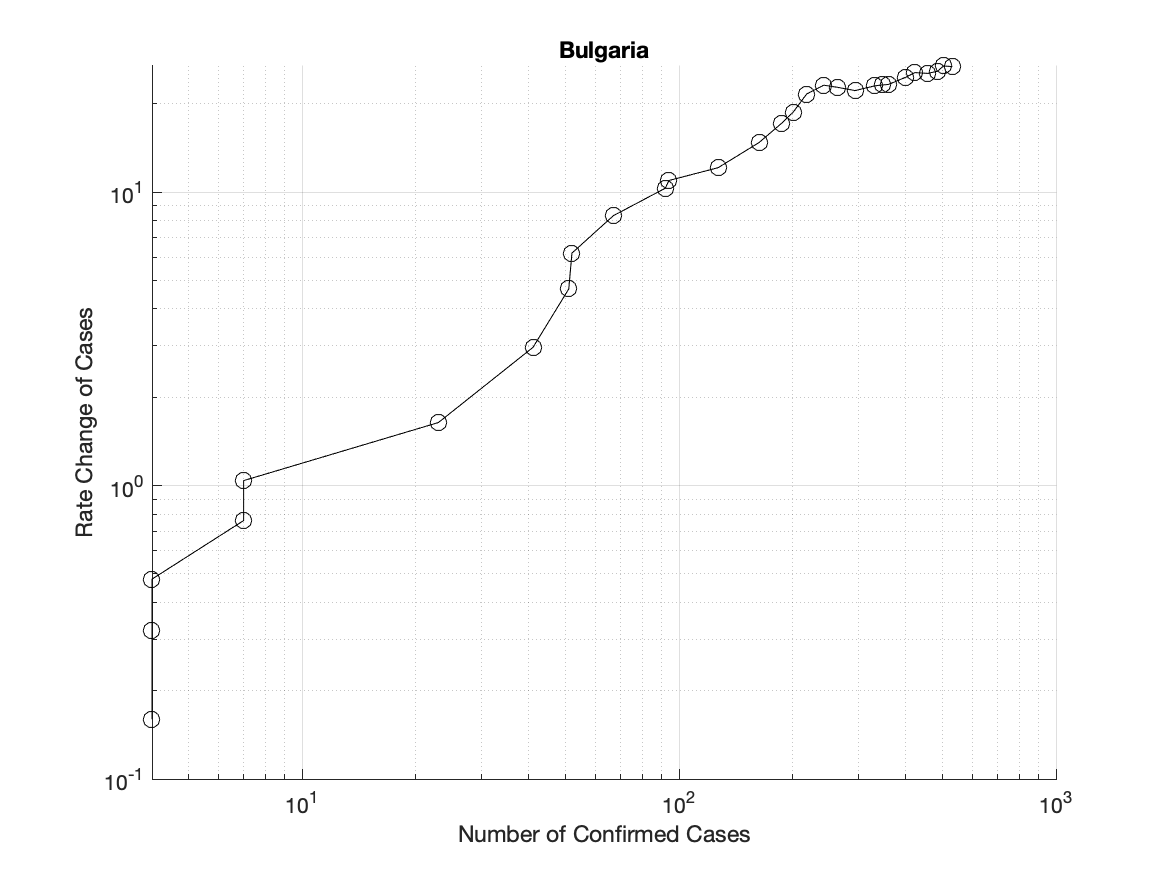 Bulgaria
Rate Change of Cases
10^1
10^0
10^-1
10^1
10^2
10^3
Number of Confirmed Cases